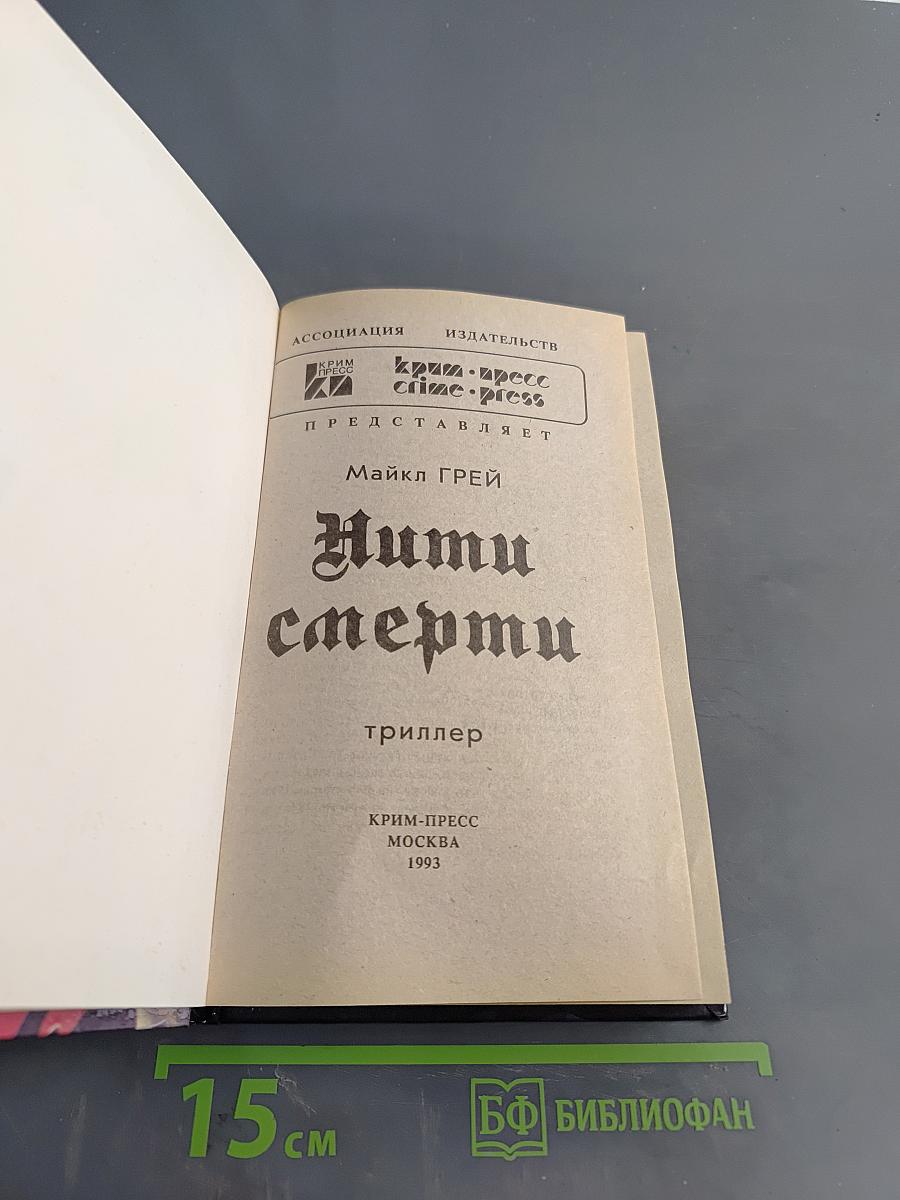 АССОЦИАЦИЯ ИЗДАТЕЛЬСТВ
КРИМ
ПРЕСС
КП
крим·пресс
crime·press
ПРЕДСТАВЛЯЕТ
Майкл ГРЕЙ
Нити
смерти
триллер
КРИМ-ПРЕСС
МОСКВА
1993
15 см
БФ БИБЛИОФАН